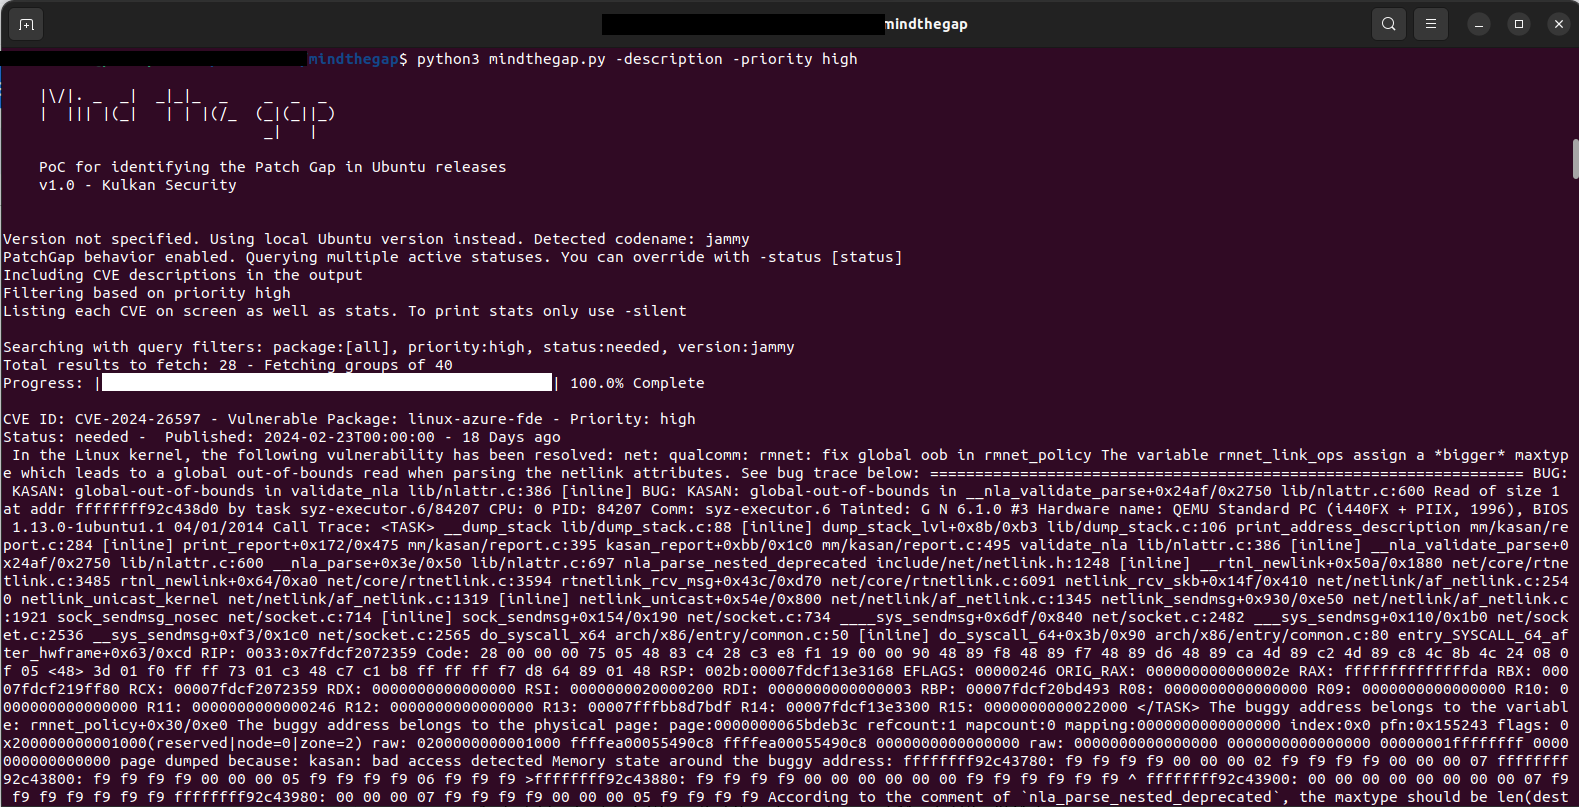 mindthegap
mindthegap$ python3 mindthegap.py -description -priority high
|\/|. _  _|  _|_|_  _    _  _  _
|  ||| |(_|   | | |(/_  (_|(_||_)
                         _|   |
PoC for identifying the Patch Gap in Ubuntu releases
v1.0 - Kulkan Security
Version not specified. Using local Ubuntu version instead. Detected codename: jammy
PatchGap behavior enabled. Querying multiple active statuses. You can override with -status [status]
Including CVE descriptions in the output
Filtering based on priority high
Listing each CVE on screen as well as stats. To print stats only use -silent
Searching with query filters: package:[all], priority:high, status:needed, version:jammy
Total results to fetch: 28 - Fetching groups of 40
Progress: | | 100.0% Complete
CVE ID: CVE-2024-26597 - Vulnerable Package: linux-azure-fde - Priority: high
Status: needed -  Published: 2024-02-23T00:00:00 - 18 Days ago
In the Linux kernel, the following vulnerability has been resolved: net: qualcomm: rmnet: fix global oob in rmnet_policy The variable rmnet_link_ops assign a *bigger* maxtyp
e which leads to a global out-of-bounds read when parsing the netlink attributes. See bug trace below: ================================================================== BUG:
KASAN: global-out-of-bounds in validate_nla lib/nlattr.c:386 [inline] BUG: KASAN: global-out-of-bounds in __nla_validate_parse+0x24af/0x2750 lib/nlattr.c:600 Read of size 1
at addr ffffffff92c438d0 by task syz-executor.6/84207 CPU: 0 PID: 84207 Comm: syz-executor.6 Tainted: G N 6.1.0 #3 Hardware name: QEMU Standard PC (i440FX + PIIX, 1996), BIOS
1.13.0-1ubuntu1.1 04/01/2014 Call Trace: <TASK> __dump_stack lib/dump_stack.c:88 [inline] dump_stack_lvl+0x8b/0xb3 lib/dump_stack.c:106 print_address_description mm/kasan/re
port.c:284 [inline] print_report+0x172/0x475 mm/kasan/report.c:395 kasan_report+0xbb/0x1c0 mm/kasan/report.c:495 validate_nla lib/nlattr.c:386 [inline] __nla_validate_parse+0
x24af/0x2750 lib/nlattr.c:600 __nla_parse+0x3e/0x50 lib/nlattr.c:697 nla_parse_nested_deprecated include/net/netlink.h:1248 [inline] __rtnl_newlink+0x50a/0x1880 net/core/rtne
tlink.c:3485 rtnl_newlink+0x64/0xa0 net/core/rtnetlink.c:3594 rtnetlink_rcv_msg+0x43c/0xd70 net/core/rtnetlink.c:6091 netlink_rcv_skb+0x14f/0x410 net/netlink/af_netlink.c:254
0 netlink_unicast_kernel net/netlink/af_netlink.c:1319 [inline] netlink_unicast+0x54e/0x800 net/netlink/af_netlink.c:1345 netlink_sendmsg+0x930/0xe50 net/netlink/af_netlink.c
:1921 sock_sendmsg_nosec net/socket.c:714 [inline] sock_sendmsg+0x154/0x190 net/socket.c:734 ____sys_sendmsg+0x6df/0x840 net/socket.c:2482 ___sys_sendmsg+0x110/0x1b0 net/sock
et.c:2536 __sys_sendmsg+0xf3/0x1c0 net/socket.c:2565 do_syscall_x64 arch/x86/entry/common.c:50 [inline] do_syscall_64+0x3b/0x90 arch/x86/entry/common.c:80 entry_SYSCALL_64_af
ter_hwframe+0x63/0xcd RIP: 0033:0x7fdcf2072359 Code: 28 00 00 00 75 05 48 83 c4 28 c3 e8 f1 19 00 00 90 48 89 f8 48 89 f7 48 89 d6 48 89 ca 4d 89 c2 4d 89 c8 4c 8b 4c 24 08 0
f 05 <48> 3d 01 f0 ff ff 73 01 c3 48 c7 c1 b8 ff ff ff f7 d8 64 89 01 48 RSP: 002b:00007fdcf13e3168 EFLAGS: 00000246 ORIG_RAX: 000000000000002e RAX: ffffffffffffffda RBX: 000
07fdcf219ff80 RCX: 00007fdcf2072359 RDX: 0000000000000000 RSI: 0000000020000200 RDI: 0000000000000003 RBP: 00007fdcf20bd493 R08: 0000000000000000 R09: 0000000000000000 R10: 0
000000000000000 R11: 0000000000000246 R12: 0000000000000000 R13: 00007fffbb8d7bdf R14: 00007fdcf13e3300 R15: 0000000000022000 </TASK> The buggy address belongs to the variabl
e: rmnet_policy+0x30/0xe0 The buggy address belongs to the physical page: page:0000000065bdeb3c refcount:1 mapcount:0 mapping:0000000000000000 index:0x0 pfn:0x155243 flags: 0
x200000000001000(reserved|node=0|zone=2) raw: 0200000000001000 ffffea00055490c8 ffffea00055490c8 0000000000000000 raw: 0000000000000000 0000000000000000 00000001ffffffff 0000
000000000000 page dumped because: kasan: bad access detected Memory state around the buggy address: ffffffff92c43780: f9 f9 f9 f9 00 00 00 02 f9 f9 f9 f9 00 00 00 07 ffffffff
92c43800: f9 f9 f9 f9 00 00 00 05 f9 f9 f9 f9 06 f9 f9 f9 >ffffffff92c43880: f9 f9 f9 f9 00 00 00 00 00 00 f9 f9 f9 f9 f9 f9 ^ ffffffff92c43900: 00 00 00 00 00 00 00 00 07 f9
f9 f9 f9 f9 f9 f9 ffffffff92c43980: 00 00 00 07 f9 f9 f9 f9 00 00 00 05 f9 f9 f9 f9 According to the comment of `nla_parse_nested_deprecated`, the maxtype should be len(dest